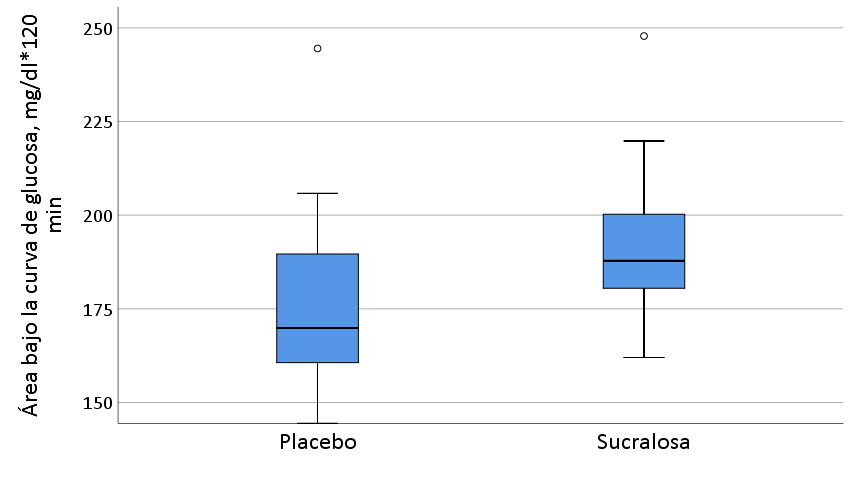 Área bajo la curva de glucosa, mg/dl*120
min
250
225
200
175
150
Placebo Sucralosa